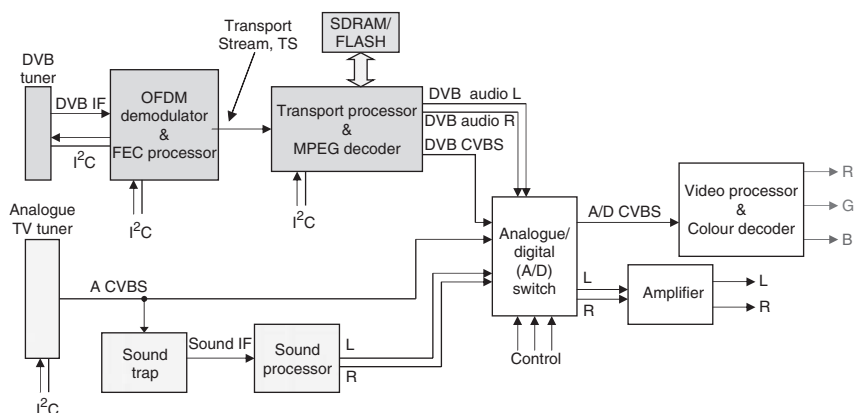 SDRAM/
FLASH
Transport
Stream, TS
DVB
tuner
DVB IF
I²C
OFDM
demodulator
&
FEC processor
I²C
Transport processor
&
MPEG decoder
I²C
DVB audio L
DVB audio R
DVB CVBS
Analogue
TV tuner
A CVBS
I²C
Sound
trap
Sound IF
Sound
processor
L
R
Analogue/
digital
(A/D)
switch
Control
A/D CVBS
Video processor
&
Colour decoder
R
G
B
L
R
Amplifier
L
R